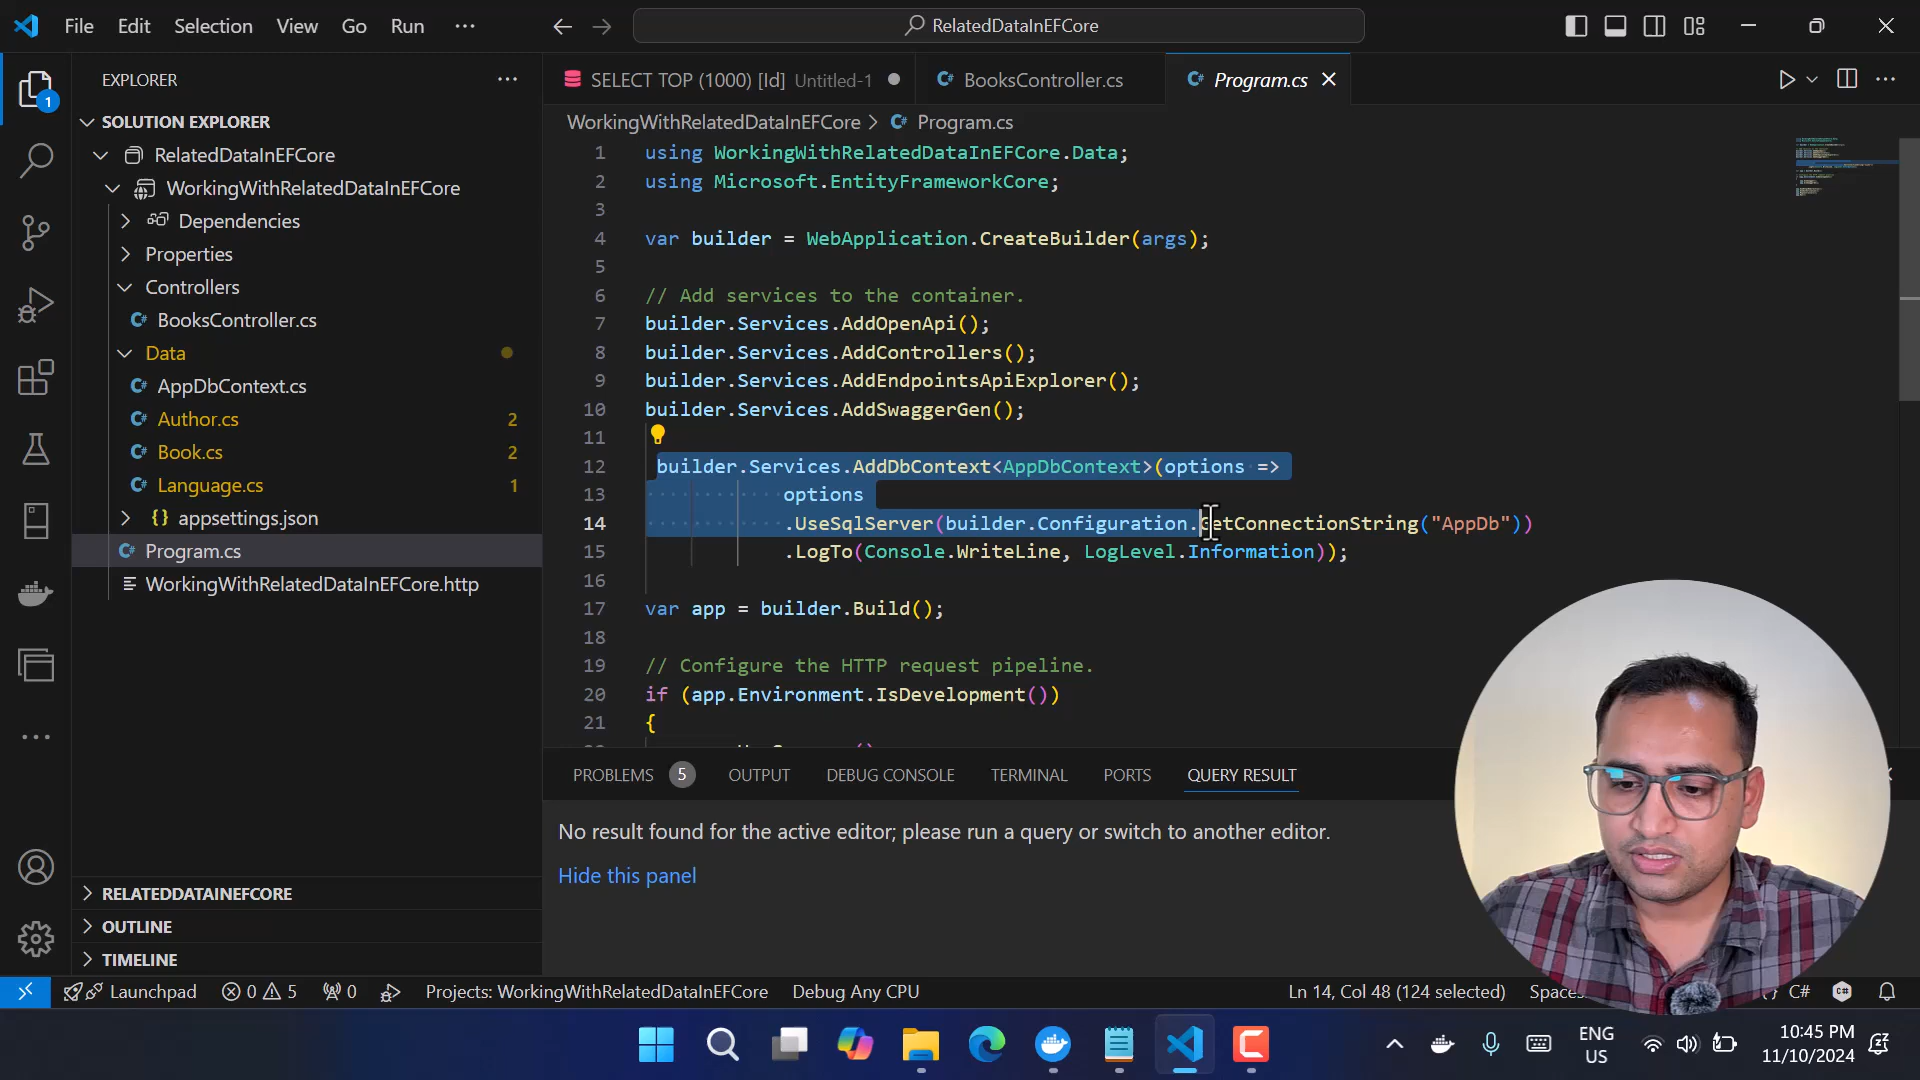 File Edit Selection View Go Run ···
RelatedDataInEFCore
EXPLORER
SOLUTION EXPLORER
RelatedDataInEFCore
WorkingWithRelatedDataInEFCore
Dependencies
Properties
Controllers
C# BooksController.cs
Data
C# AppDbContext.cs
C# Author.cs 2
C# Book.cs 2
C# Language.cs 1
{} appsettings.json
C# Program.cs
WorkingWithRelatedDataInEFCore.http
RELATEDDATAINEFCORE
OUTLINE
TIMELINE
1
SELECT TOP (1000) [Id] Untitled-1
C# BooksController.cs
C# Program.cs
WorkingWithRelatedDataInEFCore > C# Program.cs
1 using WorkingWithRelatedDataInEFCore.Data;
2 using Microsoft.EntityFrameworkCore;
3
4 var builder = WebApplication.CreateBuilder(args);
5
6 // Add services to the container.
7 builder.Services.AddOpenApi();
8 builder.Services.AddControllers();
9 builder.Services.AddEndpointsApiExplorer();
10 builder.Services.AddSwaggerGen();
11
12 builder.Services.AddDbContext<AppDbContext>(options =>
13 options
14 .UseSqlServer(builder.Configuration.GetConnectionString("AppDb"))
15 .LogTo(Console.WriteLine, LogLevel.Information));
16
17 var app = builder.Build();
18
19 // Configure the HTTP request pipeline.
20 if (app.Environment.IsDevelopment())
21 {
PROBLEMS 5 OUTPUT DEBUG CONSOLE TERMINAL PORTS QUERY RESULT
No result found for the active editor; please run a query or switch to another editor.
Hide this panel
Launchpad 0 5 0 Projects: WorkingWithRelatedDataInEFCore Debug Any CPU Ln 14, Col 48 (124 selected) Spaces C#
ENG
US
10:45 PM
11/10/2024